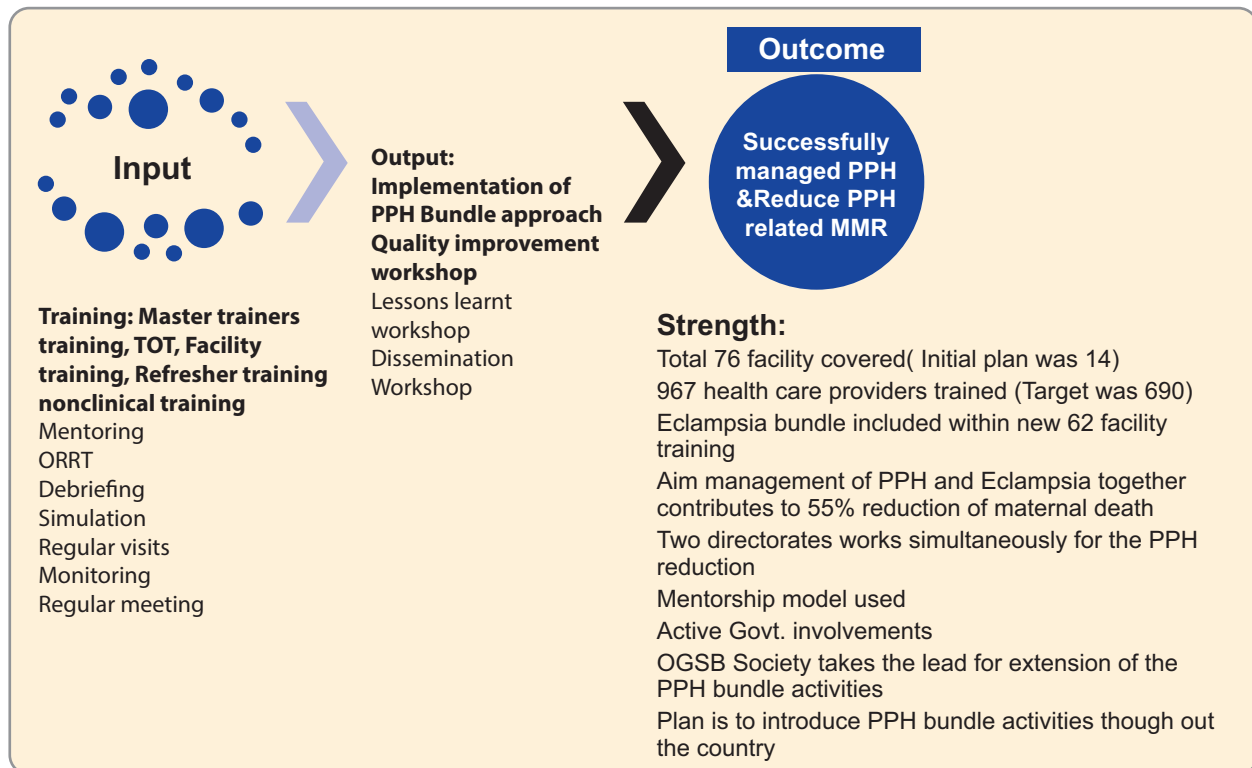 Input
Training: Master trainers
training, TOT, Facility
training, Refresher training
nonclinical training
Mentoring
ORRT
Debriefing
Simulation
Regular visits
Monitoring
Regular meeting
Output:
Implementation of
PPH Bundle approach
Quality improvement
workshop
Lessons learnt
workshop
Dissemination
Workshop
Outcome
Successfully
managed PPH
&Reduce PPH
related MMR
Strength:
Total 76 facility covered( Initial plan was 14)
967 health care providers trained (Target was 690)
Eclampsia bundle included within new 62 facility
training
Aim management of PPH and Eclampsia together
contributes to 55% reduction of maternal death
Two directorates works simultaneously for the PPH
reduction
Mentorship model used
Active Govt. involvements
OGSB Society takes the lead for extension of the
PPH bundle activities
Plan is to introduce PPH bundle activities though out
the country